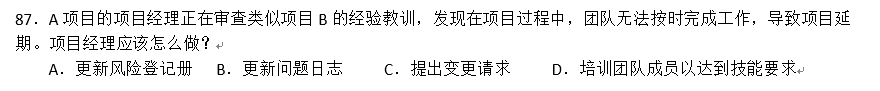 87．A 项目的项目经理正在审查类似项目 B 的经验教训，发现在项目过程中，团队无法按时完成工作，导致项目延
期。项目经理应该怎么做？
A．更新风险登记册 B．更新问题日志 C．提出变更请求 D．培训团队成员以达到技能要求